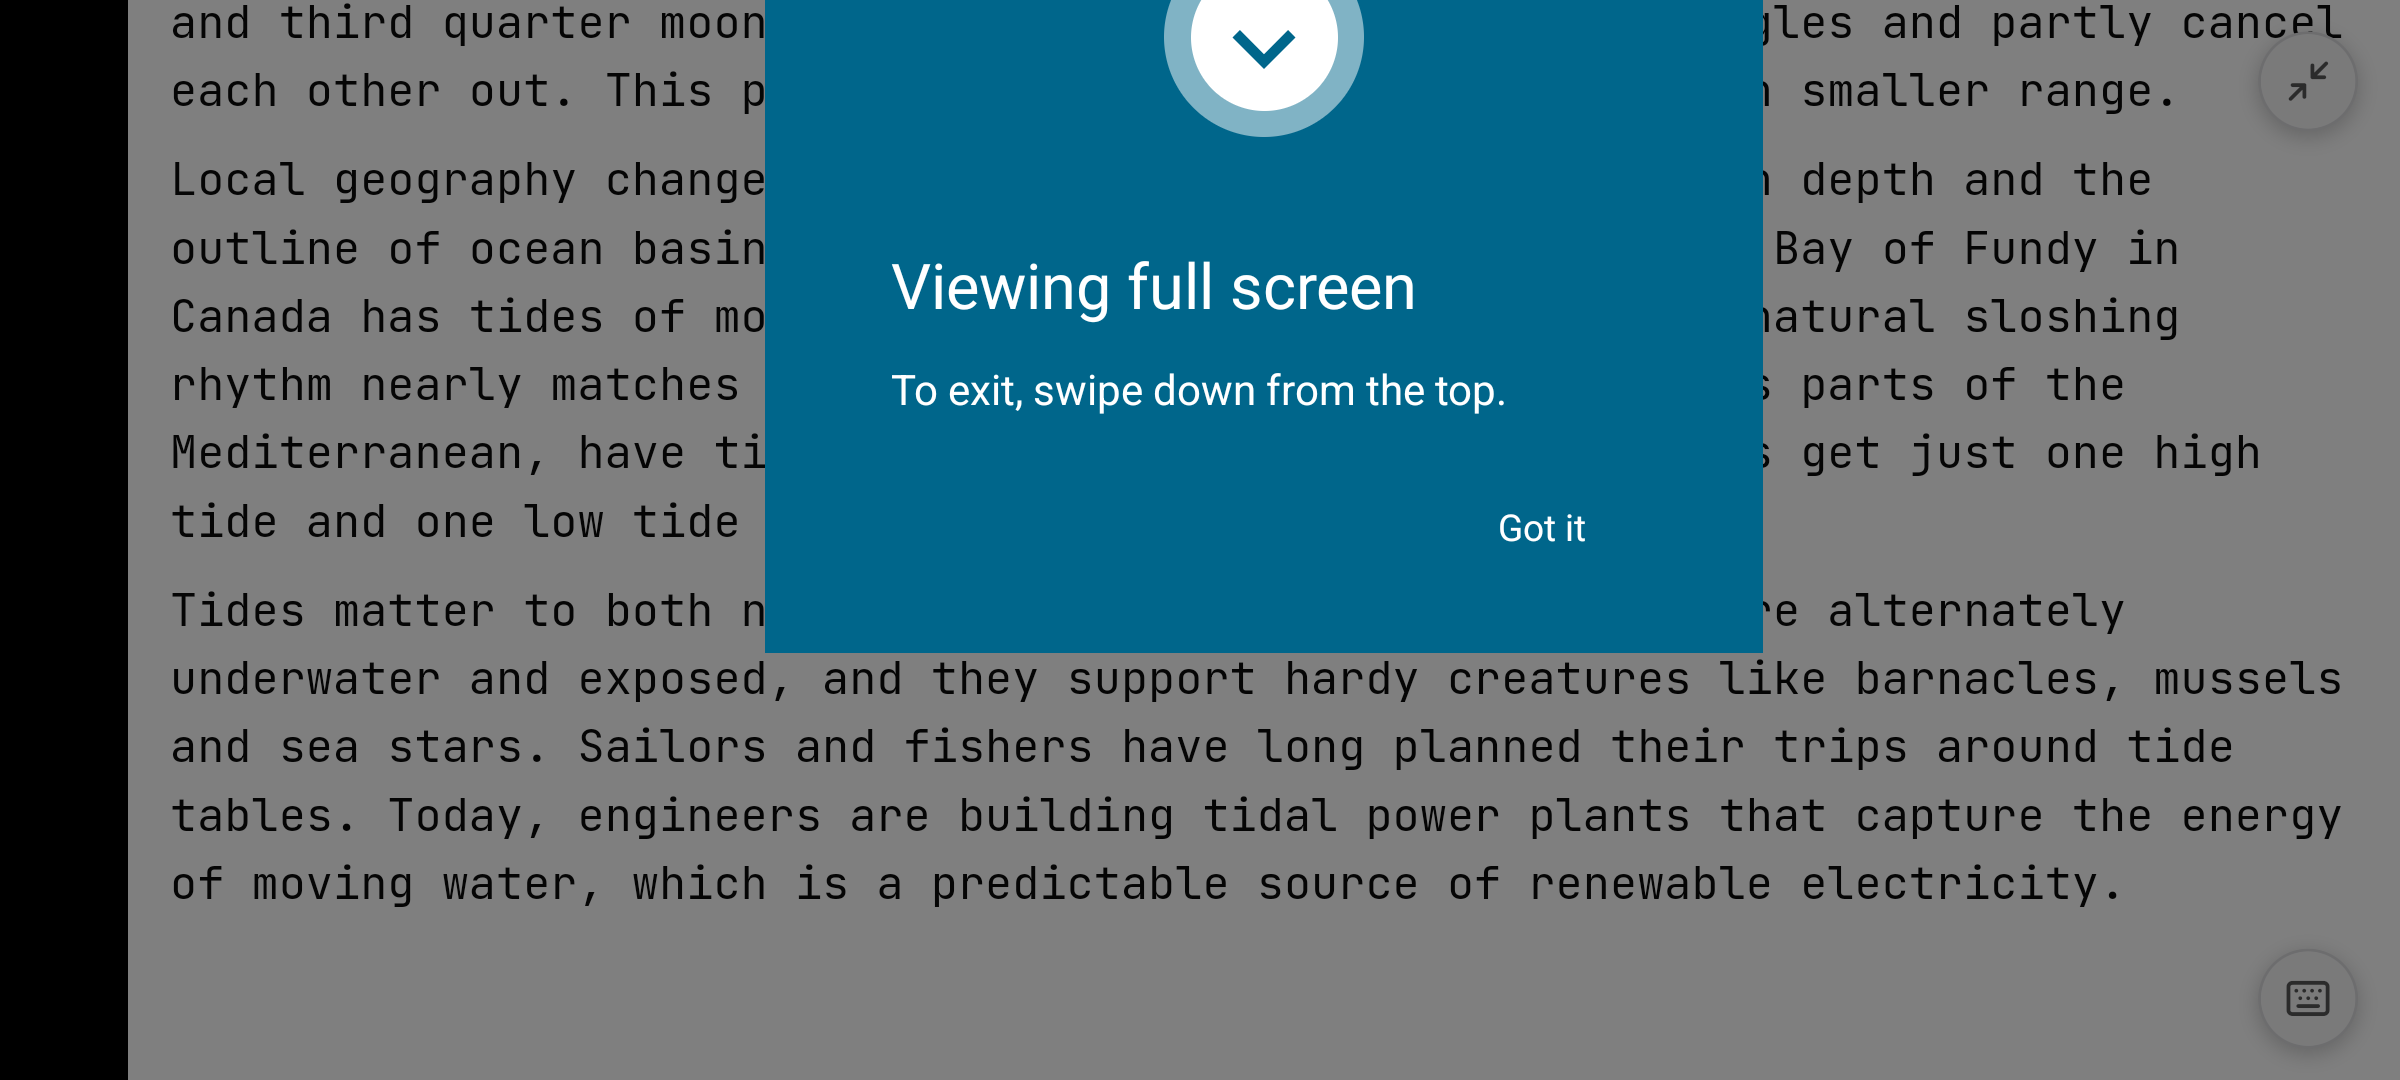 and third quarter moon gles and partly cancel
each other out. This p smaller range.
Local geography change depth and the
outline of ocean basin Bay of Fundy in
Canada has tides of mo natural sloshing
rhythm nearly matches parts of the
Mediterranean, have ti get just one high
tide and one low tide
Viewing full screen
To exit, swipe down from the top.
Got it
Tides matter to both n re alternately
underwater and exposed, and they support hardy creatures like barnacles, mussels
and sea stars. Sailors and fishers have long planned their trips around tide
tables. Today, engineers are building tidal power plants that capture the energy
of moving water, which is a predictable source of renewable electricity.